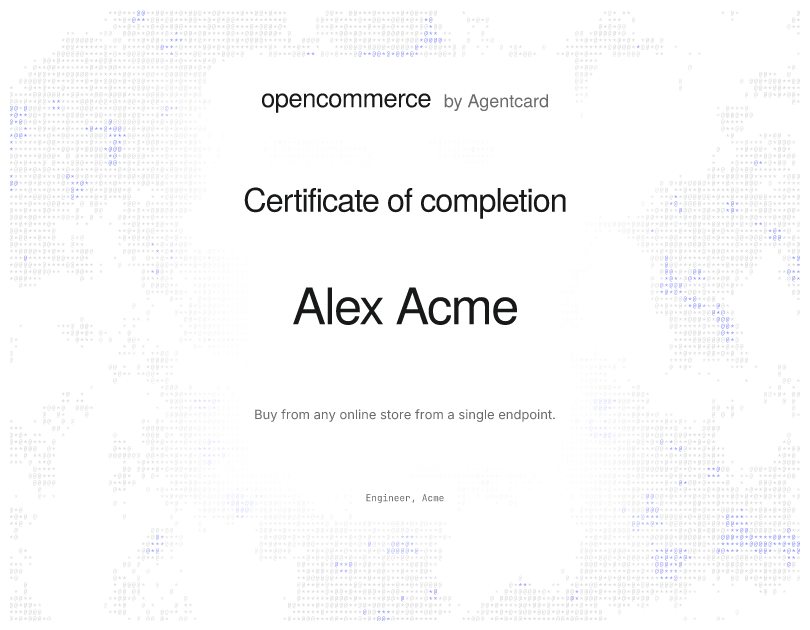 opencommerce by Agentcard
Certificate of completion
Alex Acme
Buy from any online store from a single endpoint.
Engineer, Acme